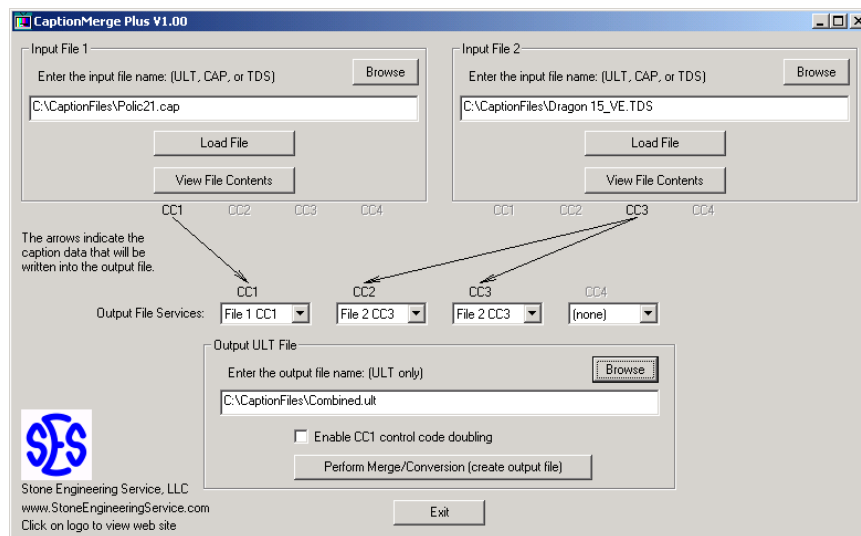 CaptionMerge Plus V1.00
Input File 1
Enter the input file name: (ULT, CAP, or TDS)
Browse
C:\CaptionFiles\Polic21.cap
Load File
View File Contents
Input File 2
Enter the input file name: (ULT, CAP, or TDS)
Browse
C:\CaptionFiles\Dragon 15_VE.TDS
Load File
View File Contents
CC1 CC2 CC3 CC4
CC1 CC2 CC3 CC4
The arrows indicate the
caption data that will be
written into the output file.
CC1 CC2 CC3 CC4
Output File Services: File 1 CC1 File 2 CC3 File 2 CC3 (none)
Output ULT File
Enter the output file name: (ULT only)
Browse
C:\CaptionFiles\Combined.ult
Enable CC1 control code doubling
Perform Merge/Conversion (create output file)
SES
Stone Engineering Service, LLC
www.StoneEngineeringService.com
Click on logo to view web site
Exit